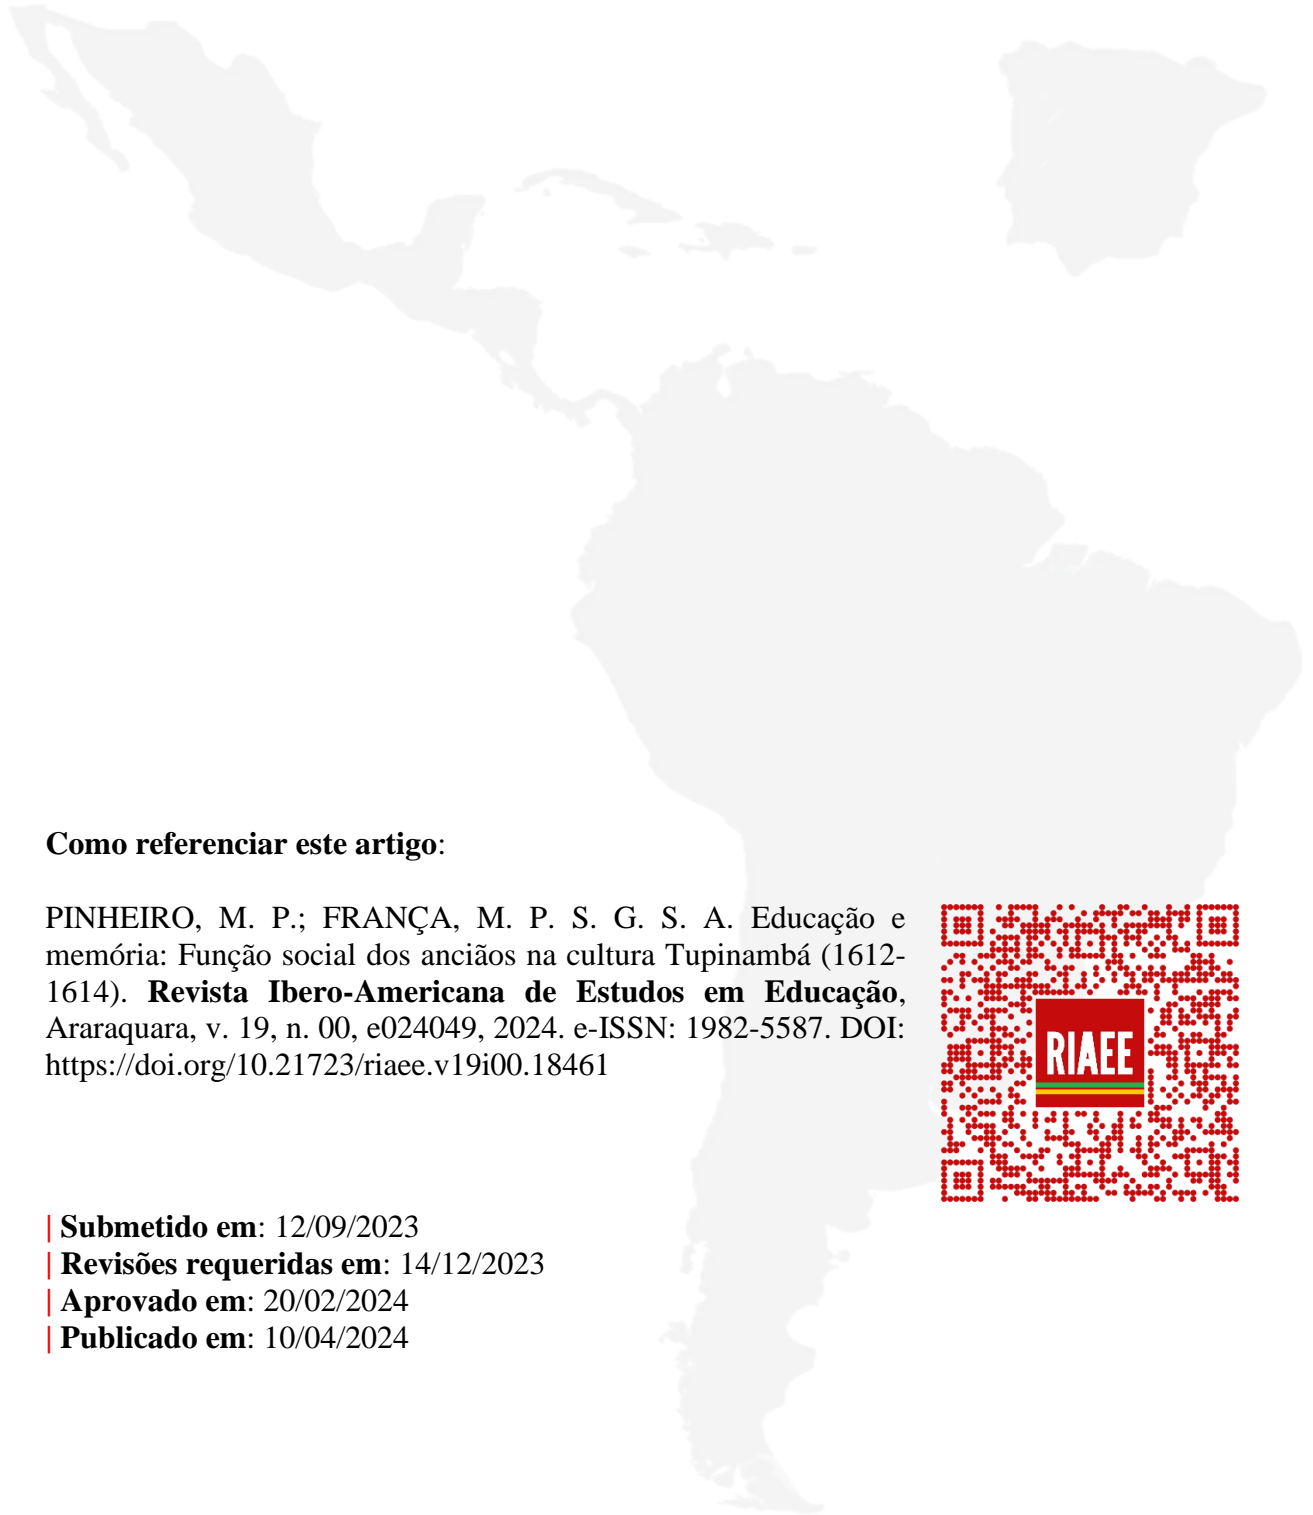 Como referenciar este artigo:
PINHEIRO, M. P.; FRANÇA, M. P. S. G. S. A. Educação e
memória: Função social dos anciãos na cultura Tupinambá (1612-
1614). Revista Ibero-Americana de Estudos em Educação,
Araraquara, v. 19, n. 00, e024049, 2024. e-ISSN: 1982-5587. DOI:
https://doi.org/10.21723/riaee.v19i00.18461
RIAEE
| Submetido em: 12/09/2023
| Revisões requeridas em: 14/12/2023
| Aprovado em: 20/02/2024
| Publicado em: 10/04/2024